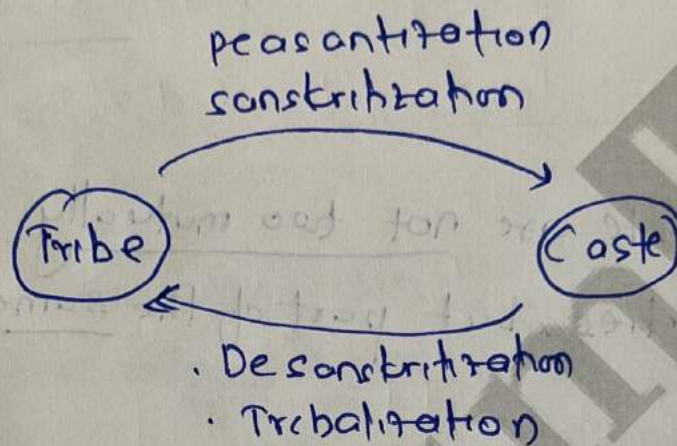 peasantization
sanskritization
Tribe
Caste
. Desanskritization
. Tribalization